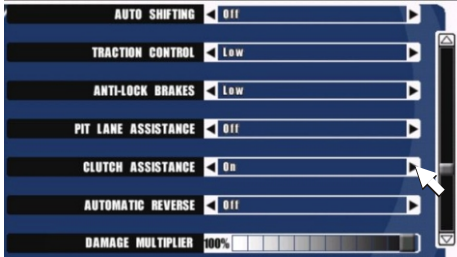 AUTO SHIFTING Off
TRACTION CONTROL Low
ANTI-LOCK BRAKES Low
PIT LANE ASSISTANCE Off
CLUTCH ASSISTANCE On
AUTOMATIC REVERSE Off
DAMAGE MULTIPLIER 100%